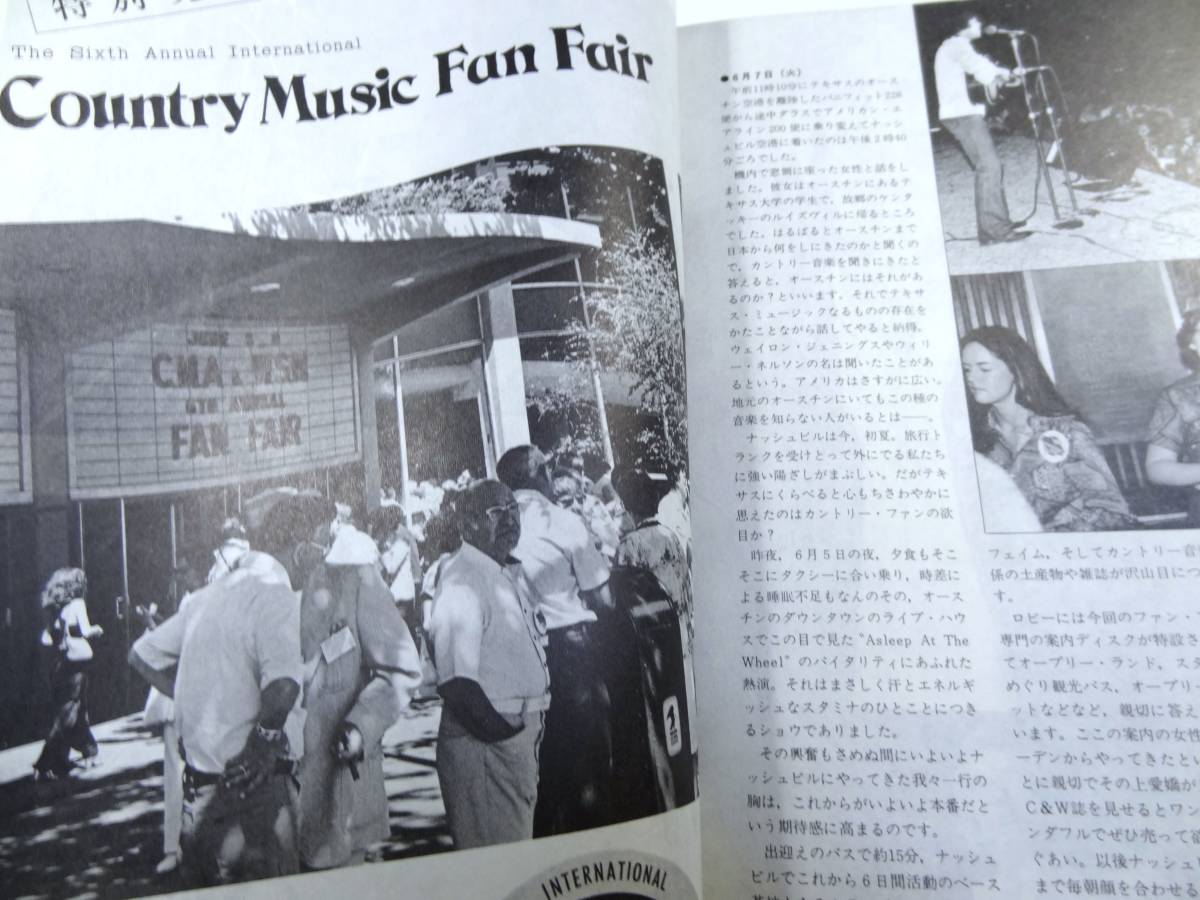 特別
The Sixth Annual International
Country Music Fan Fair
CMA & WSM
6TH ANNUAL
FAN FAIR
INTERNATIONAL
●6月7日（火）
午前11時10分にテキサスのオース
チン空港を離陸したバニフィット226
便から途中ダラスでアメリカン・エ
アライン200便に乗り変えてナッシ
ュビル空港に着いたのは午後2時40
分ごろでした。
機内で窓側に座った女性と話をし
ました。彼女はオースチンにあるテ
キサス大学の学生で，故郷のケンタ
ッキーのルイズヴィルに帰るところ
でした。はるばるとオースチンまで
日本から何をしにきたのかと聞くの
で，カントリー音楽を聞きにきたと
答えると，オースチンにはそれがあ
るのか？といいます。それでテキサ
ス・ミュージックなるものの存在を
かたことながら話してやると納得。
ウェイロン・ジェニングスやウィリ
ー・ネルソンの名は聞いたことがあ
るという。アメリカはさすがに広い。
地元のオースチンにいてもこの種の
音楽を知らない人がいるとは——。
ナッシュビルは今，初夏。旅行ト
ランクを受けとって外にでる私たち
に強い陽ざしがまぶしい。だがテキ
サスにくらべると心もちさわやかに
思えたのはカントリー・ファンの欲
目か？
昨夜，6月5日の夜，夕食もそこ
そこにタクシーに合い乗り，時差に
よる睡眠不足もなんのその，オース
チンのダウンタウンのライブ・ハウ
スでこの目で見た"Asleep At The
Wheel"のバイタリティにあふれた
熱演。それはまさしく汗とエネルギ
ッシュなスタミナのひとことにつき
るショウでありました。
その興奮もさめぬ間にいよいよナ
ッシュビルにやってきた我々一行の
胸は，これからがいよいよ本番だと
いう期待感に高まるのです。
出迎えのバスで約15分，ナッシュ
ビルでこれから6日間活動のベース
フェイム，そしてカントリー音
係の土産物や雑誌が沢山目につ
す。
ロビーには今回のファン・
専門の案内ディスクが特設さ
てオープリー・ランド，スタ
めぐり観光バス，オープリ
ットなどなど，親切に答え
います。ここの案内の女性
ーデンからやってきたとい
とに親切でその上愛嬌が
C&W誌を見せるとワン
ンダフルでぜひ売って欲
ぐあい。以後ナッシュ
まで毎朝顔を合わせる